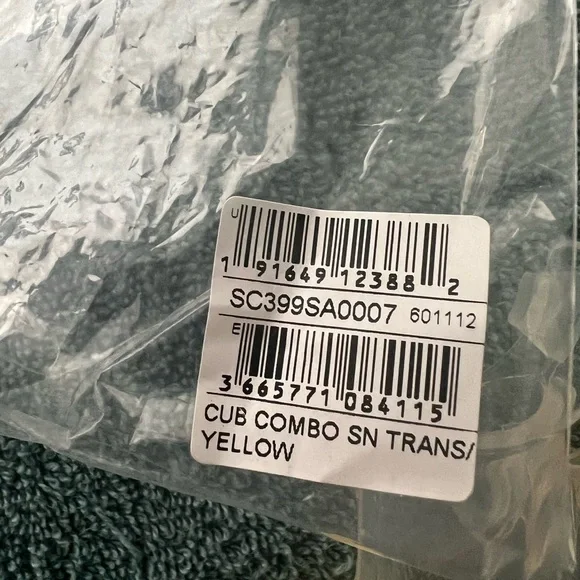 U
1 91649 12388 2
SC399SA0007 601112
E
3 665771 084115
CUB COMBO SN TRANS/
YELLOW